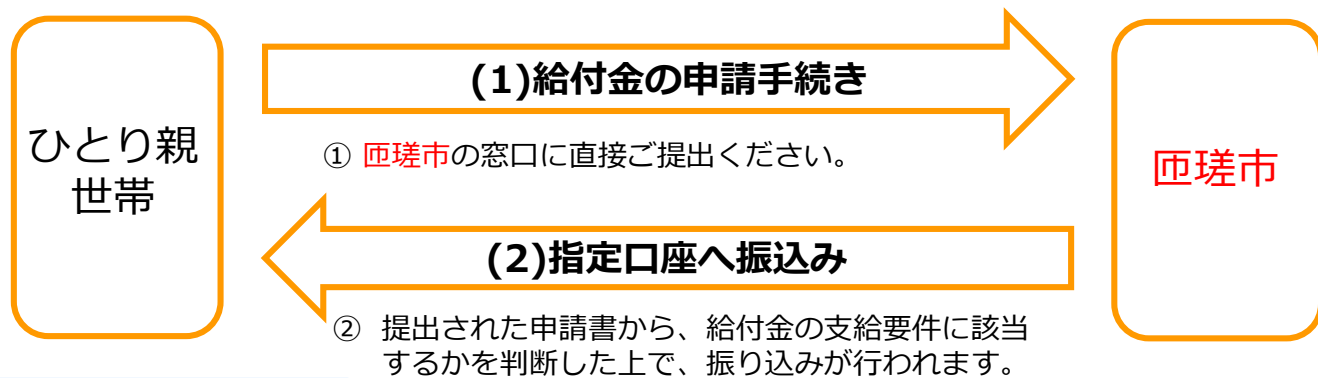 ひとり親
世帯
(1)給付金の申請手続き
① 匝瑳市の窓口に直接ご提出ください。
(2)指定口座へ振込み
② 提出された申請書から、給付金の支給要件に該当
するかを判断した上で、振り込みが行われます。
匝瑳市